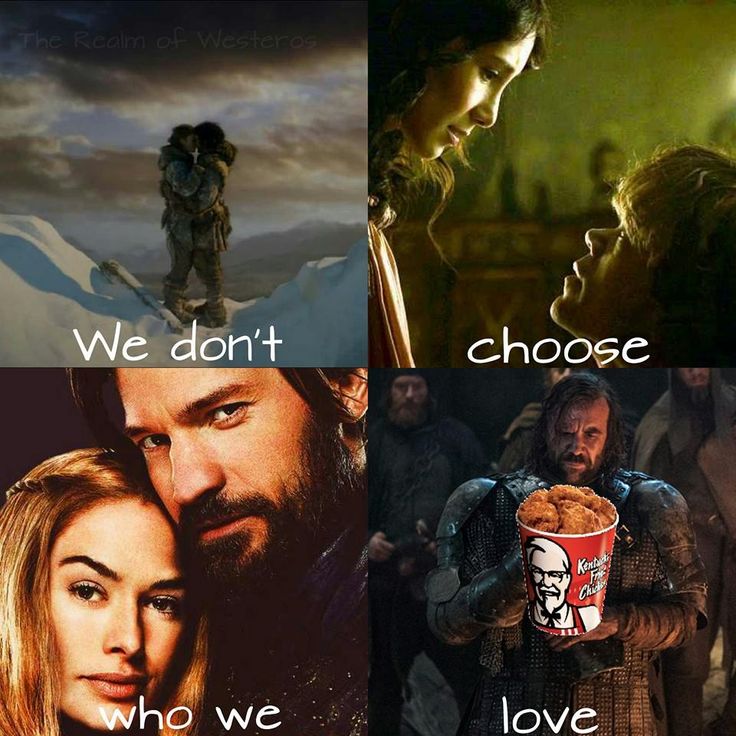 The Realm of Westeros
We don't
choose
who we
love
Kentucky
Fried
Chicken